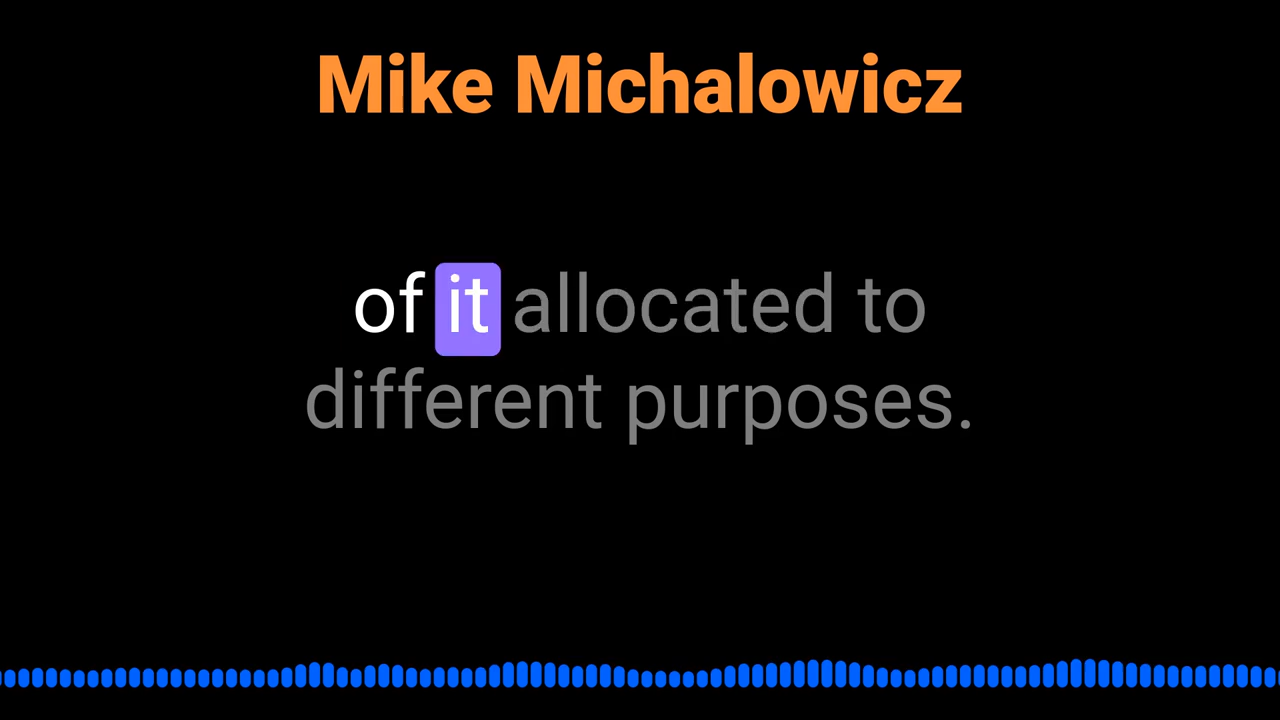 Mike Michalowicz
of it allocated to
different purposes.